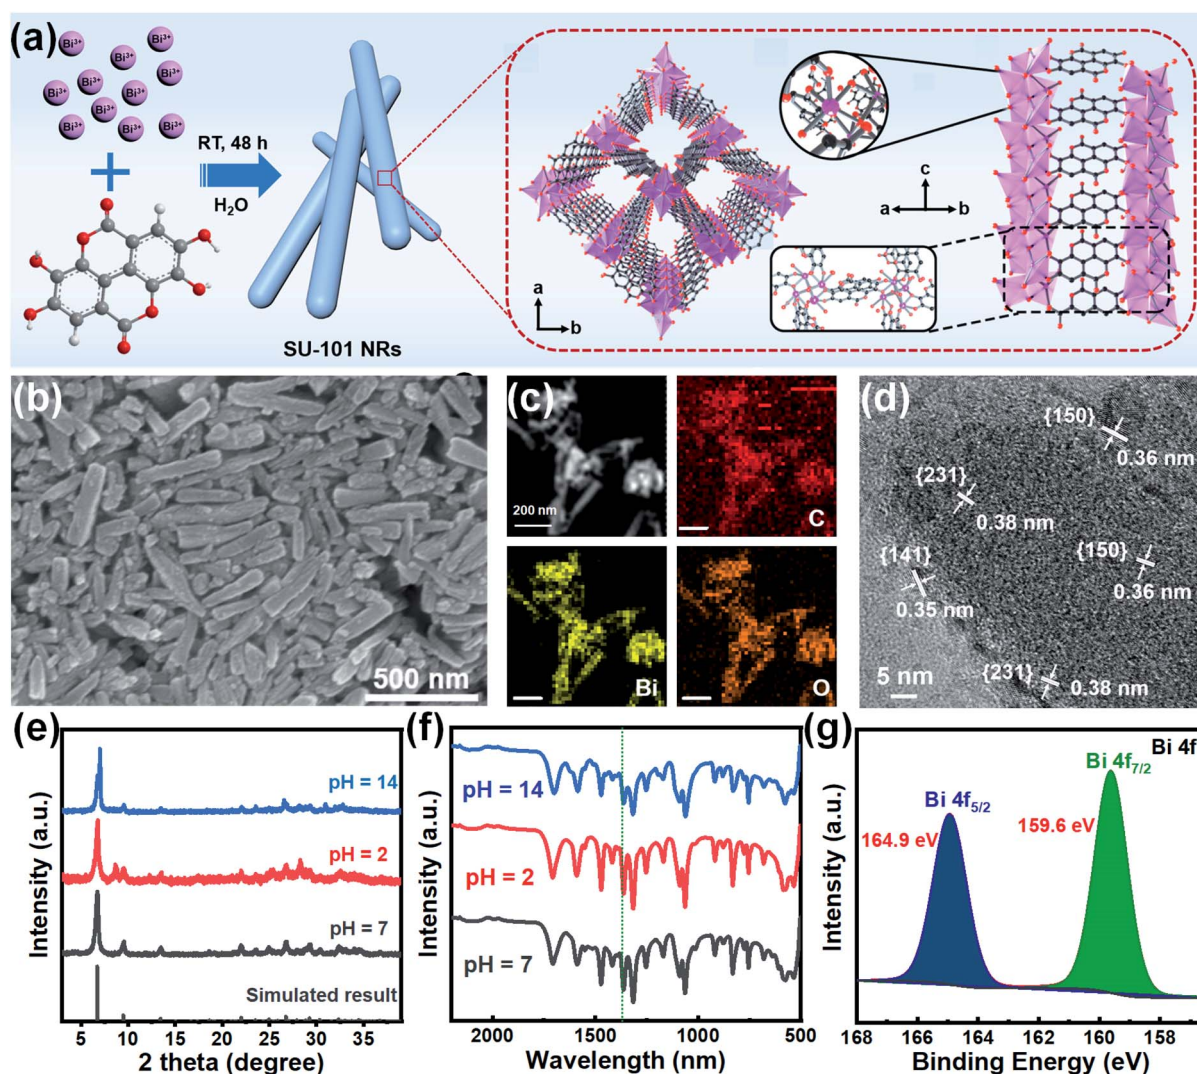 (a)
Bi3+
Bi3+
Bi3+
Bi3+
Bi3+
Bi3+
Bi3+
Bi3+
Bi3+
Bi3+
Bi3+
+
RT, 48 h
H2O
SU-101 NRs
a
b
c
a
b
(b)
500 nm
(c)
200 nm
C
Bi
O
(d)
{150}
0.36 nm
{231}
0.38 nm
{141}
0.35 nm
{150}
0.36 nm
{231}
0.38 nm
5 nm
(e)
Intensity (a.u.)
pH = 14
pH = 2
pH = 7
Simulated result
5 10 15 20 25 30 35
2 theta (degree)
(f)
Intensity (a.u.)
pH = 14
pH = 2
pH = 7
2000 1500 1000 500
Wavelength (nm)
(g)
Intensity (a.u.)
Bi 4f
Bi 4f7/2
Bi 4f5/2
159.6 eV
164.9 eV
168 166 164 162 160 158
Binding Energy (eV)